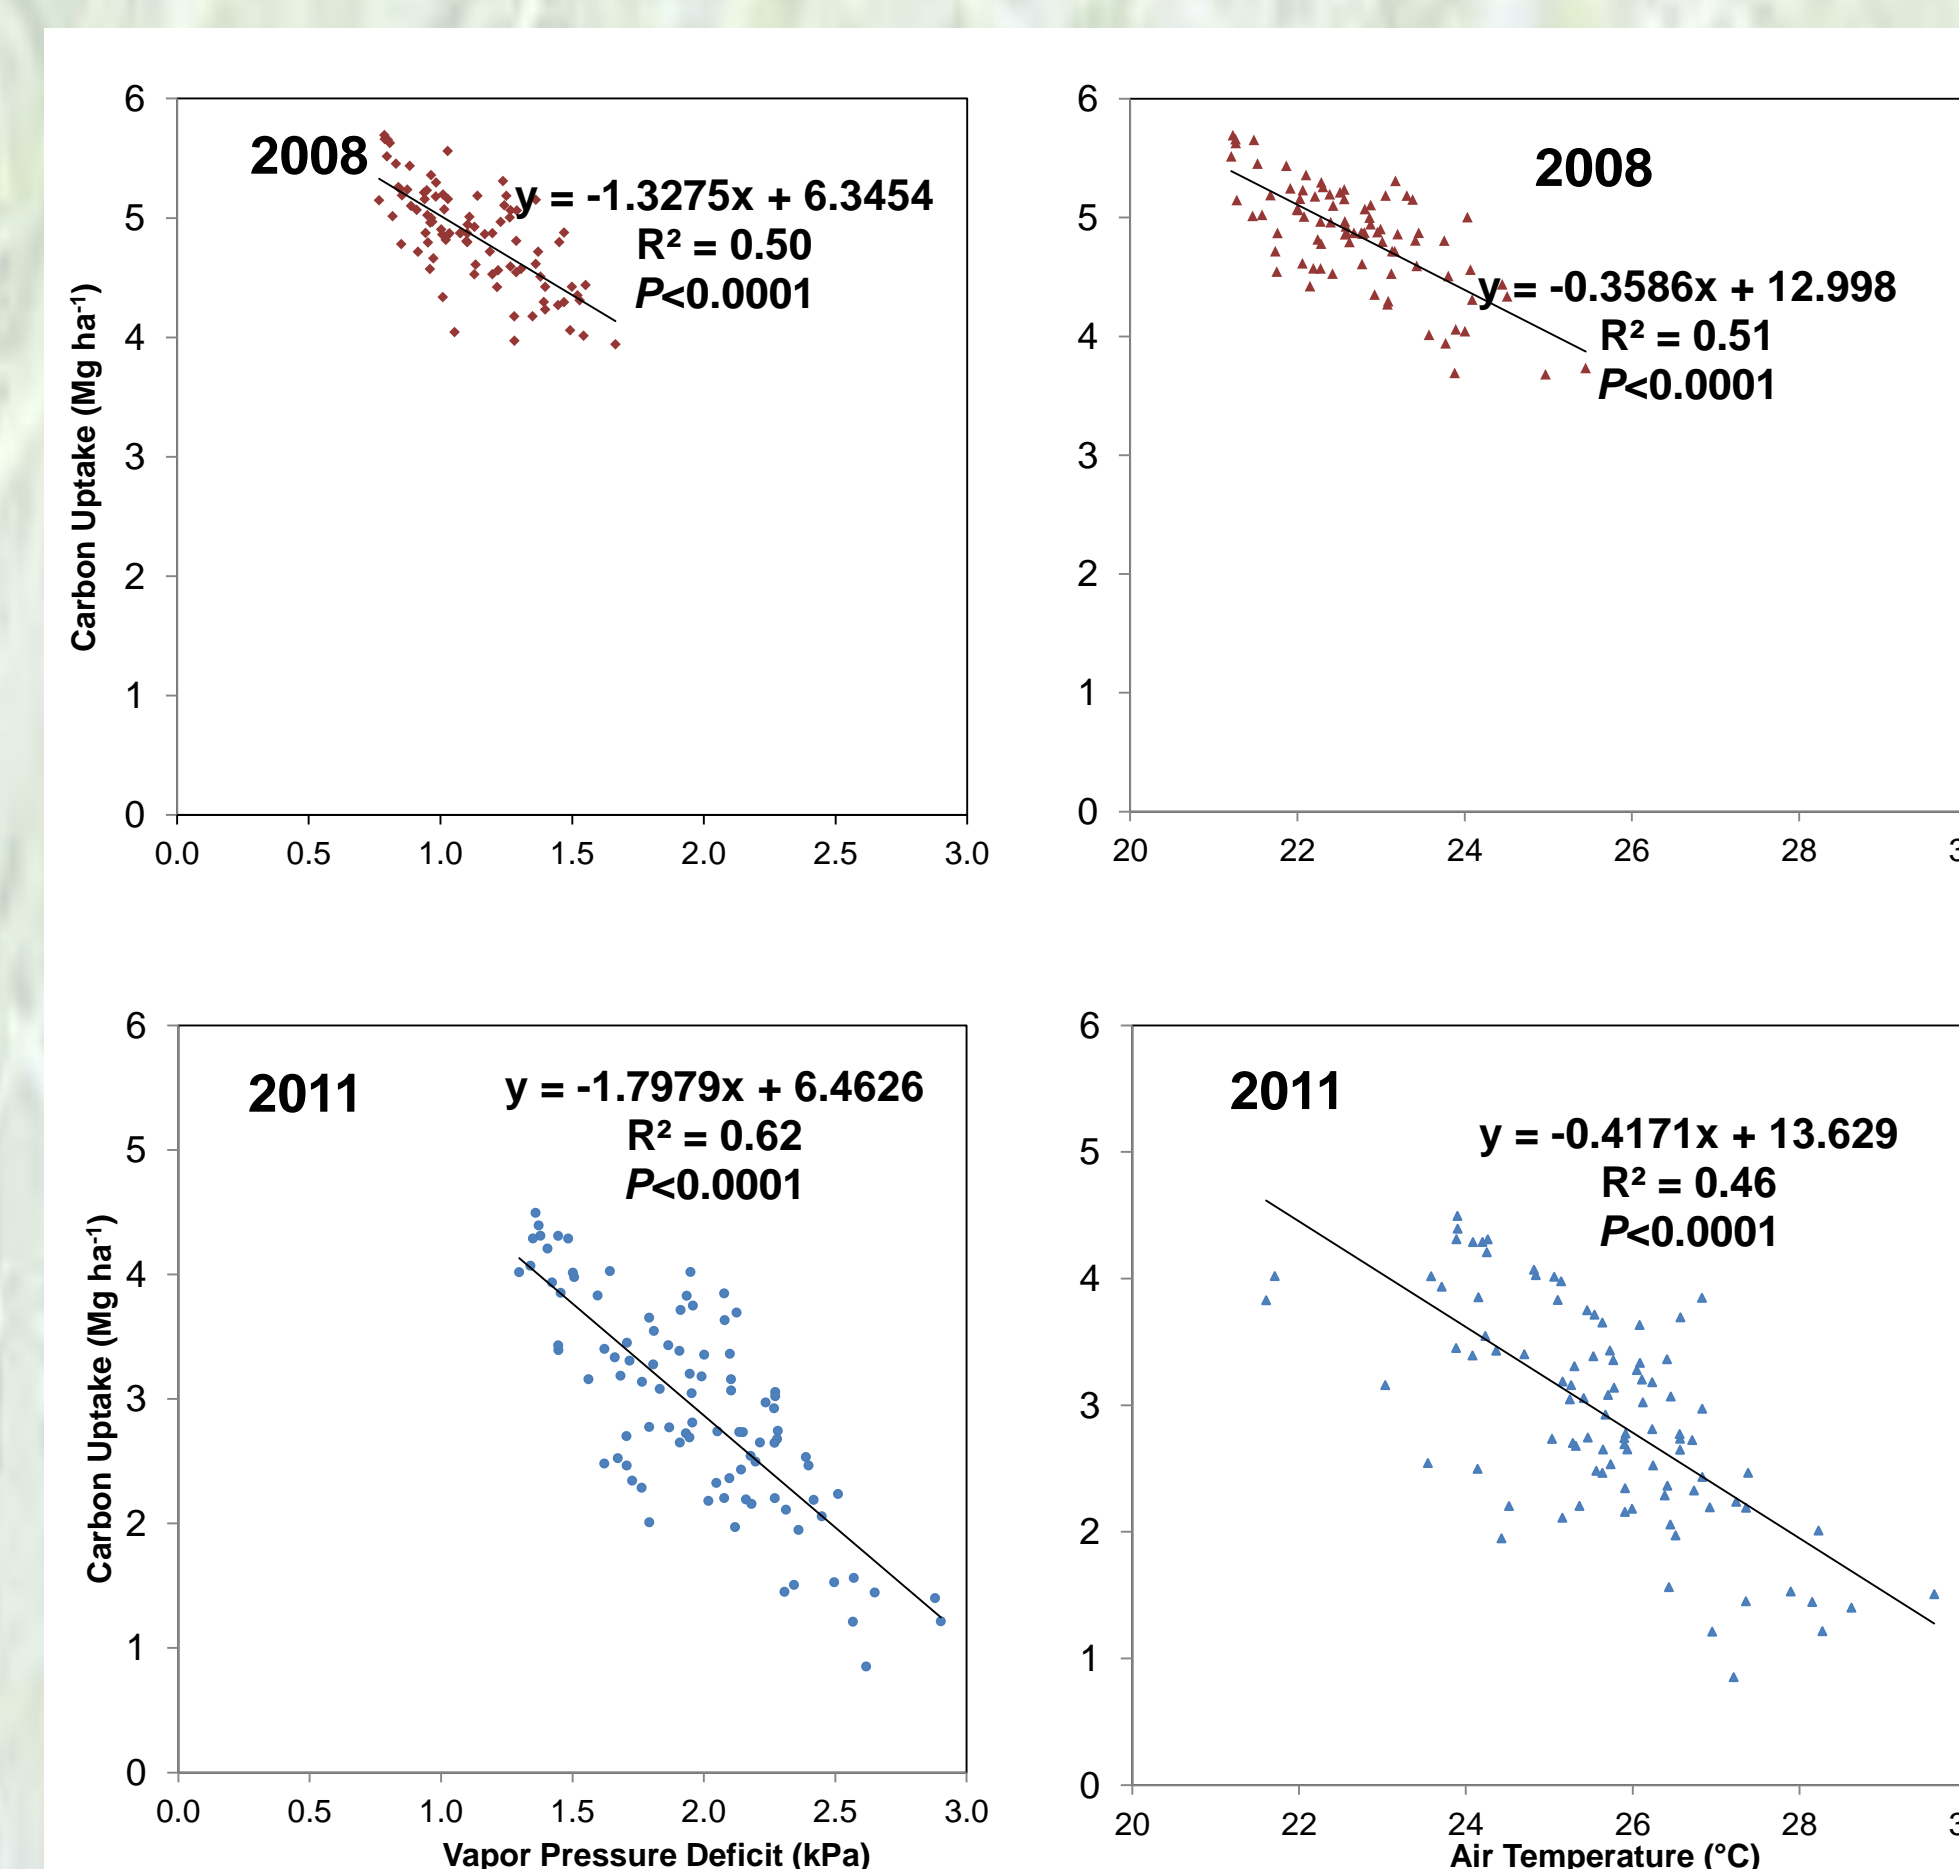 6
5
4
3
2
1
0
0.0 0.5 1.0 1.5 2.0 2.5 3.0
Carbon Uptake (Mg ha⁻¹)
2008
y = -1.3275x + 6.3454
R² = 0.50
P<0.0001
6
5
4
3
2
1
0
20 22 24 26 28 3
2008
y = -0.3586x + 12.998
R² = 0.51
P<0.0001
6
5
4
3
2
1
0
0.0 0.5 1.0 1.5 2.0 2.5 3.0
Carbon Uptake (Mg ha⁻¹)
Vapor Pressure Deficit (kPa)
2011
y = -1.7979x + 6.4626
R² = 0.62
P<0.0001
6
5
4
3
2
1
0
20 22 24 26 28 3
Air Temperature (°C)
2011
y = -0.4171x + 13.629
R² = 0.46
P<0.0001